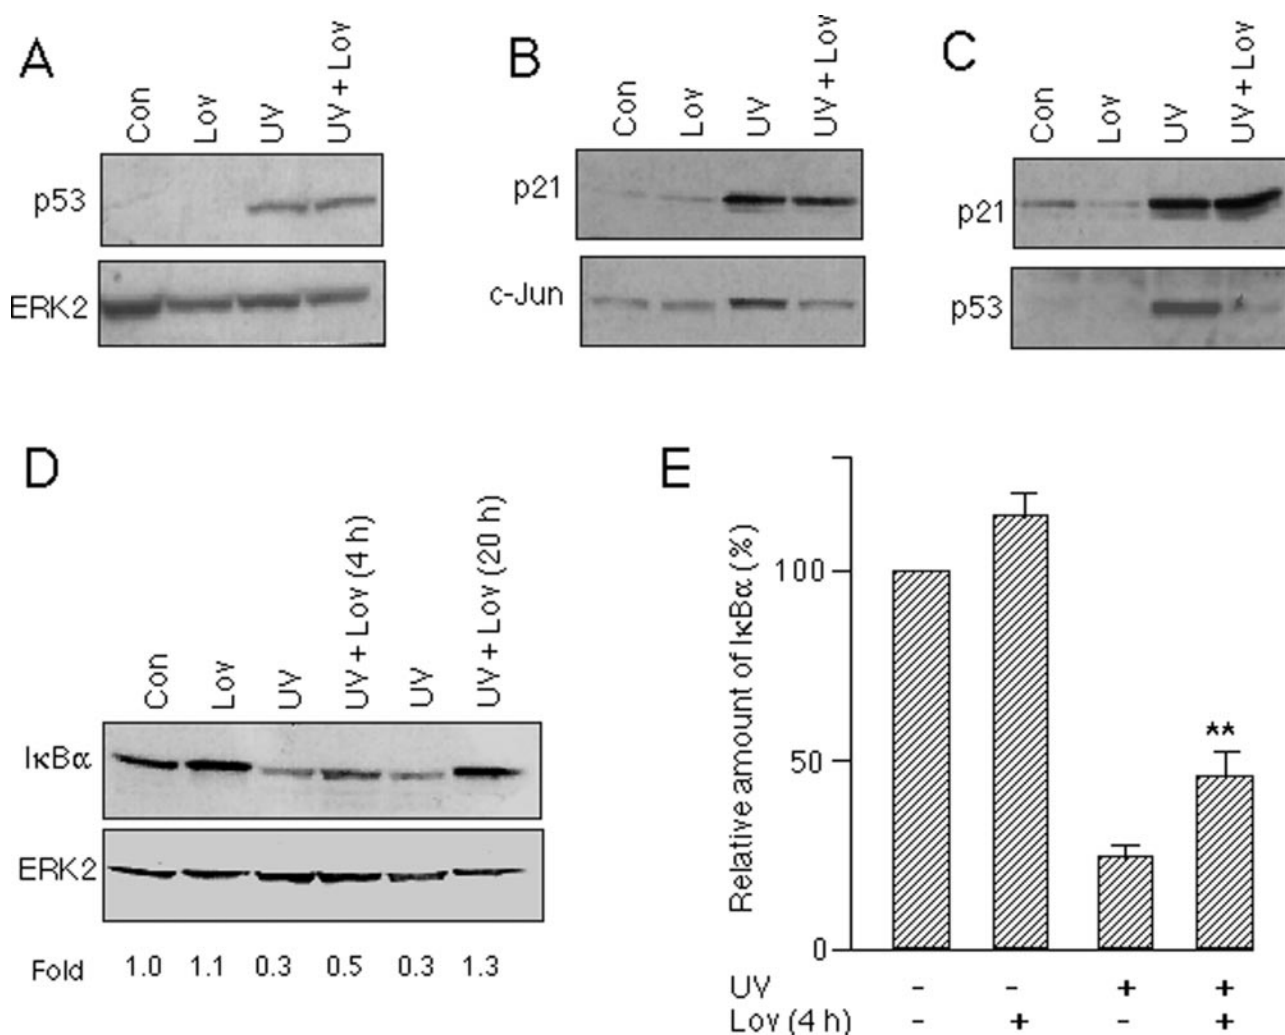 A
Con
Lov
UV
UV + Lov
p53
ERK2
B
Con
Lov
UV
UV + Lov
p21
c-Jun
C
Con
Lov
UV
UV + Lov
p21
p53
D
Con
Lov
UV
UV + Lov (4 h)
UV
UV + Lov (20 h)
IκBα
ERK2
Fold 1.0 1.1 0.3 0.5 0.3 1.3
E
Relative amount of IκBα (%)
100
50
0
**
UV - - + +
Lov (4 h) - + - +